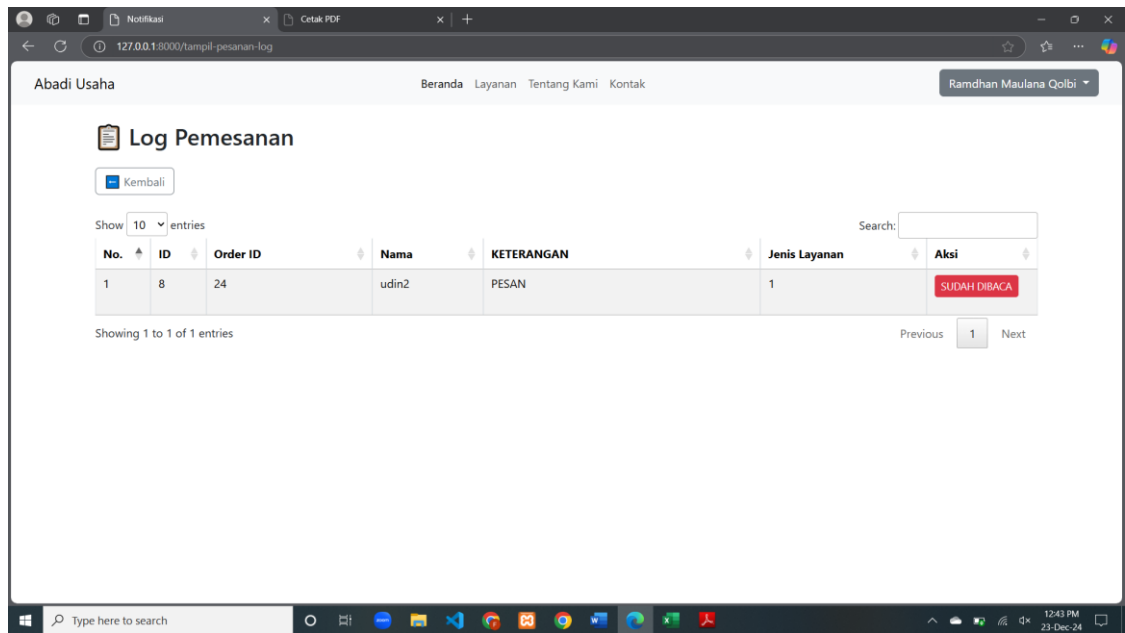 Notifikasi
Cetak PDF
127.0.0.1:8000/tampil-pesanan-log
Abadi Usaha
Beranda Layanan Tentang Kami Kontak
Ramdhan Maulana Qolbi
Log Pemesanan
Kembali
Show 10 entries
Search:
No. ID Order ID Nama KETERANGAN Jenis Layanan Aksi
1 8 24 udin2 PESAN 1 SUDAH DIBACA
Showing 1 to 1 of 1 entries
Previous 1 Next
Type here to search
12:43 PM
23-Dec-24